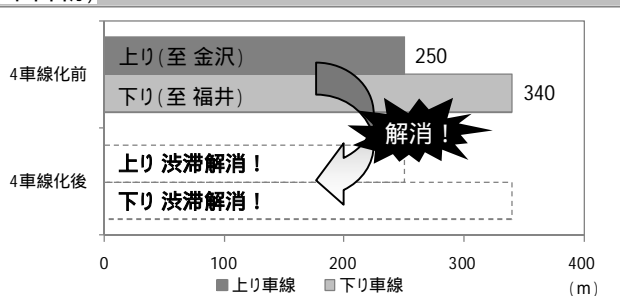 4車線化前
上り(至 金沢)
250
下り(至 福井)
340
解消!
4車線化後
上り 渋滞解消!
下り 渋滞解消!
0 100 200 300 400
(m)
■上り車線 ■下り車線